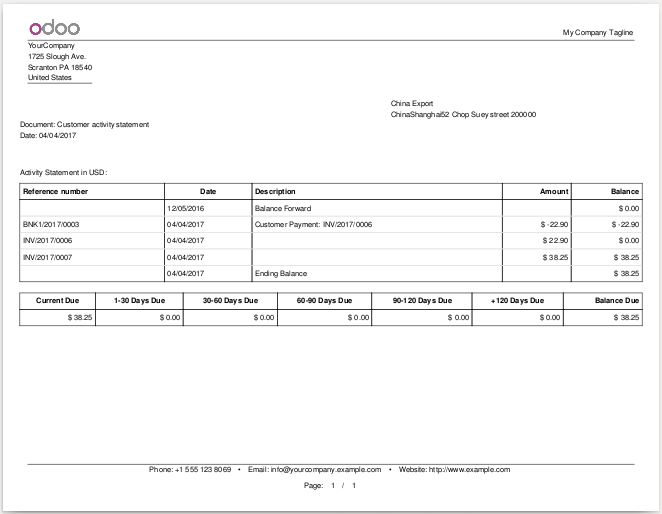 odoo
My Company Tagline
YourCompany
1725 Slough Ave.
Scranton PA 18540
United States
China Export
ChinaShanghai52 Chop Suey street 200000
Document: Customer activity statement
Date: 04/04/2017
Activity Statement in USD:
Reference number Date Description Amount Balance
12/05/2016 Balance Forward $ 0.00
BNK1/2017/0003 04/04/2017 Customer Payment: INV/2017/0006 $ -22.90 $ -22.90
INV/2017/0006 04/04/2017 $ 22.90 $ 0.00
INV/2017/0007 04/04/2017 $ 38.25 $ 38.25
04/04/2017 Ending Balance $ 38.25
Current Due 1-30 Days Due 30-60 Days Due 60-90 Days Due 90-120 Days Due +120 Days Due Balance Due
$ 38.25 $ 0.00 $ 0.00 $ 0.00 $ 0.00 $ 0.00 $ 38.25
Phone: +1 555 123 8069 • Email: info@yourcompany.example.com • Website: http://www.example.com
Page: 1 / 1